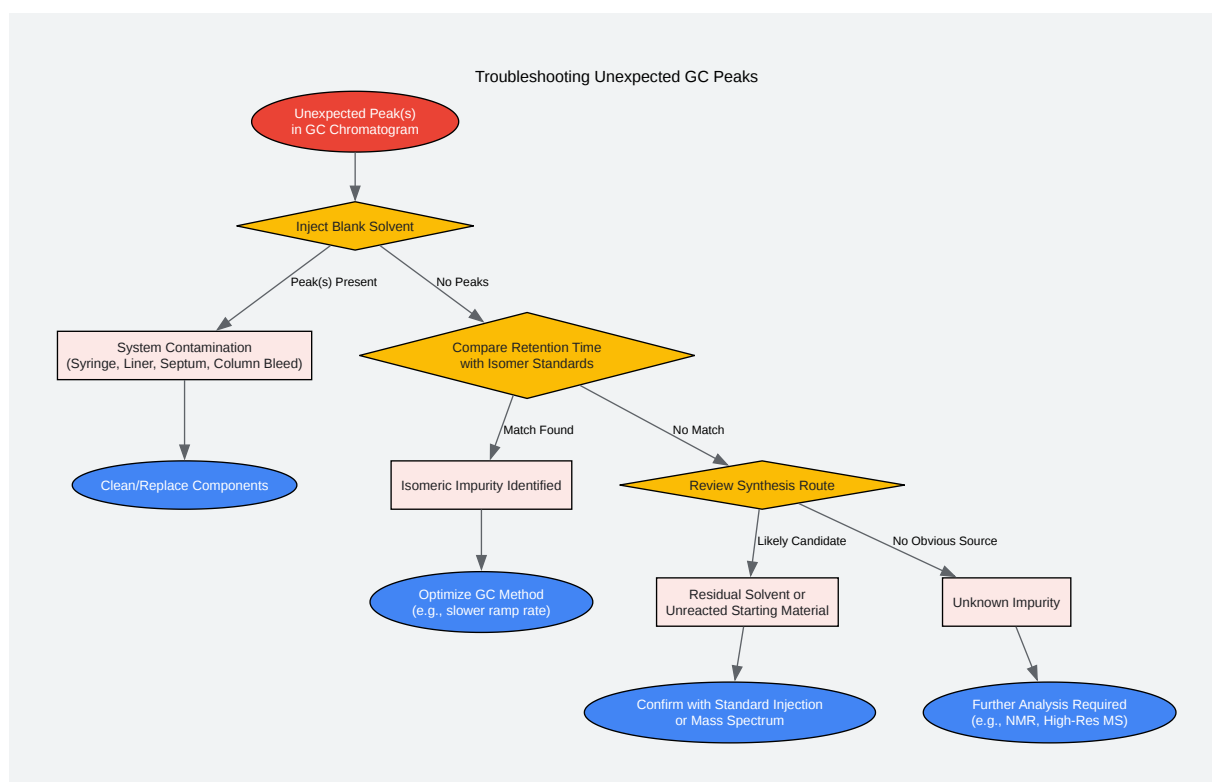 Troubleshooting Unexpected GC Peaks
Unexpected Peak(s)
in GC Chromatogram
Inject Blank Solvent
Peak(s) Present
No Peaks
System Contamination
(Syringe, Liner, Septum, Column Bleed)
Compare Retention Time
with Isomer Standards
Match Found
No Match
Clean/Replace Components
Isomeric Impurity Identified
Review Synthesis Route
Likely Candidate
No Obvious Source
Optimize GC Method
(e.g., slower ramp rate)
Residual Solvent or
Unreacted Starting Material
Unknown Impurity
Confirm with Standard Injection
or Mass Spectrum
Further Analysis Required
(e.g., NMR, High-Res MS)